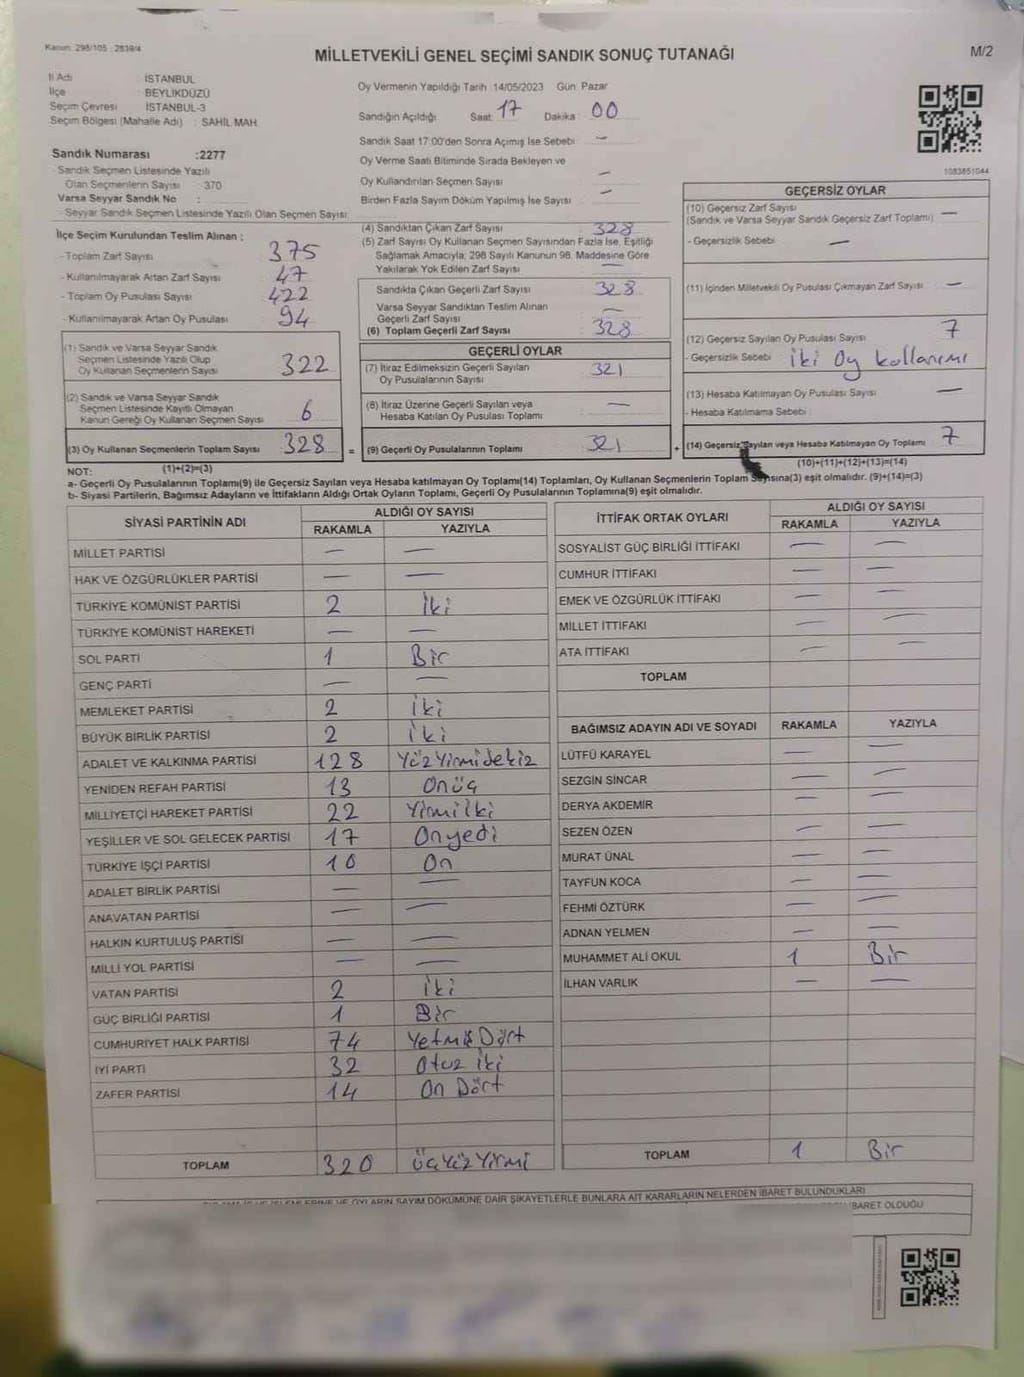 Kanun: 298/105 ; 2839/4
MİLLETVEKİLİ GENEL SEÇİMİ SANDIK SONUÇ TUTANAĞI
M/2
İl Adı : İSTANBUL
İlçe : BEYLİKDÜZÜ
Seçim Çevresi : İSTANBUL-3
Seçim Bölgesi (Mahalle Adı) : SAHİL MAH.
Oy Vermenin Yapıldığı Tarih :14/05/2023 Gün: Pazar
Sandığın Açıldığı Saat: 17 Dakika : 00
Sandık Saat 17:00'den Sonra Açımış İse Sebebi : —
Oy Verme Saati Bitiminde Sırada Bekleyen ve
Oy Kullandırılan Seçmen Sayısı : —
Birden Fazla Sayım Döküm Yapılmış İse Sayısı : —
Sandık Numarası :2277
- Sandık Seçmen Listesinde Yazılı
Olan Seçmenlerin Sayısı : 370
Varsa Seyyar Sandık No :
- Seyyar Sandık Seçmen Listesinde Yazılı Olan Seçmen Sayısı:
1083651044
İlçe Seçim Kurulundan Teslim Alınan :
- Toplam Zarf Sayısı : 375
- Kullanılmayarak Artan Zarf Sayısı : 47
- Toplam Oy Pusulası Sayısı : 422
- Kullanılmayarak Artan Oy Pusulası : 94
(4) Sandıktan Çıkan Zarf Sayısı : 328
(5) Zarf Sayısı Oy Kullanan Seçmen Sayısından Fazla İse, Eşitliği
Sağlamak Amacıyla; 298 Sayılı Kanunun 98. Maddesine Göre
Yakılarak Yok Edilen Zarf Sayısı : —
Sandıkta Çıkan Geçerli Zarf Sayısı : 328
Varsa Seyyar Sandıktan Teslim Alınan
Geçerli Zarf Sayısı : —
(6) Toplam Geçerli Zarf Sayısı : 328
GEÇERSİZ OYLAR
(10) Geçersiz Zarf Sayısı
(Sandık ve Varsa Seyyar Sandık Geçersiz Zarf Toplamı) : —
- Geçersizlik Sebebi : —
(11) İçinden Milletvekili Oy Pusulası Çıkmayan Zarf Sayısı : —
(12) Geçersiz Sayılan Oy Pusulası Sayısı : 7
- Geçersizlik Sebebi : iki oy kullanımı
(13) Hesaba Katılmayan Oy Pusulası Sayısı : —
- Hesaba Katılmama Sebebi :
(14) Geçersiz Sayılan veya Hesaba Katılmayan Oy Toplamı : 7
(10)+(11)+(12)+(13)=(14)
(1) Sandık ve Varsa Seyyar Sandık
Seçmen Listesinde Yazılı Olup
Oy Kullanan Seçmenlerin Sayısı : 322
(2) Sandık ve Varsa Seyyar Sandık
Seçmen Listesinde Kayıtlı Olmayan
Kanun Gereği Oy Kullanan Seçmen Sayısı : 6
(3) Oy Kullanan Seçmenlerin Toplam Sayısı : 328
(1)+(2)=(3)
GEÇERLİ OYLAR
(7) İtiraz Edilmeksizin Geçerli Sayılan
Oy Pusulalarının Sayısı : 321
(8) İtiraz Üzerine Geçerli Sayılan veya
Hesaba Katılan Oy Pusulası Toplamı : —
= (9) Geçerli Oy Pusulalarının Toplamı : 321 +
NOT:
a- Geçerli Oy Pusulalarının Toplamı(9) ile Geçersiz Sayılan veya Hesaba katılmayan Oy Toplamı(14) Toplamları, Oy Kullanan Seçmenlerin Toplam Sayısına(3) eşit olmalıdır. (9)+(14)=(3)
b- Siyasi Partilerin, Bağımsız Adayların ve İttifakların Aldığı Ortak Oyların Toplamı, Geçerli Oy Pusulalarının Toplamına(9) eşit olmalıdır.
SİYASİ PARTİNİN ADI ALDIĞI OY SAYISI
RAKAMLA YAZIYLA
MİLLET PARTİSİ — —
HAK VE ÖZGÜRLÜKLER PARTİSİ — —
TÜRKİYE KOMÜNİST PARTİSİ 2 İki
TÜRKİYE KOMÜNİST HAREKETİ — —
SOL PARTİ 1 Bir
GENÇ PARTİ — —
MEMLEKET PARTİSİ 2 İki
BÜYÜK BİRLİK PARTİSİ 2 İki
ADALET VE KALKINMA PARTİSİ 128 Yüz Yirmi sekiz
YENİDEN REFAH PARTİSİ 13 Onüç
MİLLİYETÇİ HAREKET PARTİSİ 22 Yirmi İki
YEŞİLLER VE SOL GELECEK PARTİSİ 17 Onyedi
TÜRKİYE İŞÇİ PARTİSİ 10 On
ADALET BİRLİK PARTİSİ — —
ANAVATAN PARTİSİ — —
HALKIN KURTULUŞ PARTİSİ — —
MİLLİ YOL PARTİSİ — —
VATAN PARTİSİ 2 İki
GÜÇ BİRLİĞİ PARTİSİ 1 Bir
CUMHURİYET HALK PARTİSİ 74 Yetmiş Dört
İYİ PARTİ 32 Otuz iki
ZAFER PARTİSİ 14 On Dört
TOPLAM 320 Üç Yüz Yirmi
İTTİFAK ORTAK OYLARI ALDIĞI OY SAYISI
RAKAMLA YAZIYLA
SOSYALİST GÜÇ BİRLİĞİ İTTİFAKI — —
CUMHUR İTTİFAKI — —
EMEK VE ÖZGÜRLÜK İTTİFAKI — —
MİLLET İTTİFAKI — —
ATA İTTİFAKI — —
TOPLAM
BAĞIMSIZ ADAYIN ADI VE SOYADI RAKAMLA YAZIYLA
LÜTFÜ KARAYEL — —
SEZGİN SİNCAR — —
DERYA AKDEMİR — —
SEZEN ÖZEN — —
MURAT ÜNAL — —
TAYFUN KOCA — —
FEHMİ ÖZTÜRK — —
ADNAN YELMEN — —
MUHAMMET ALİ OKUL 1 Bir
İLHAN VARLIK — —
TOPLAM 1 Bir
OYLARIN SAYIM DÖKÜMÜNE DAİR ŞİKAYETLERLE BUNLARA AİT KARARLARIN NELERDEN İBARET BULUNDUKLARI
İBARET OLDUĞU